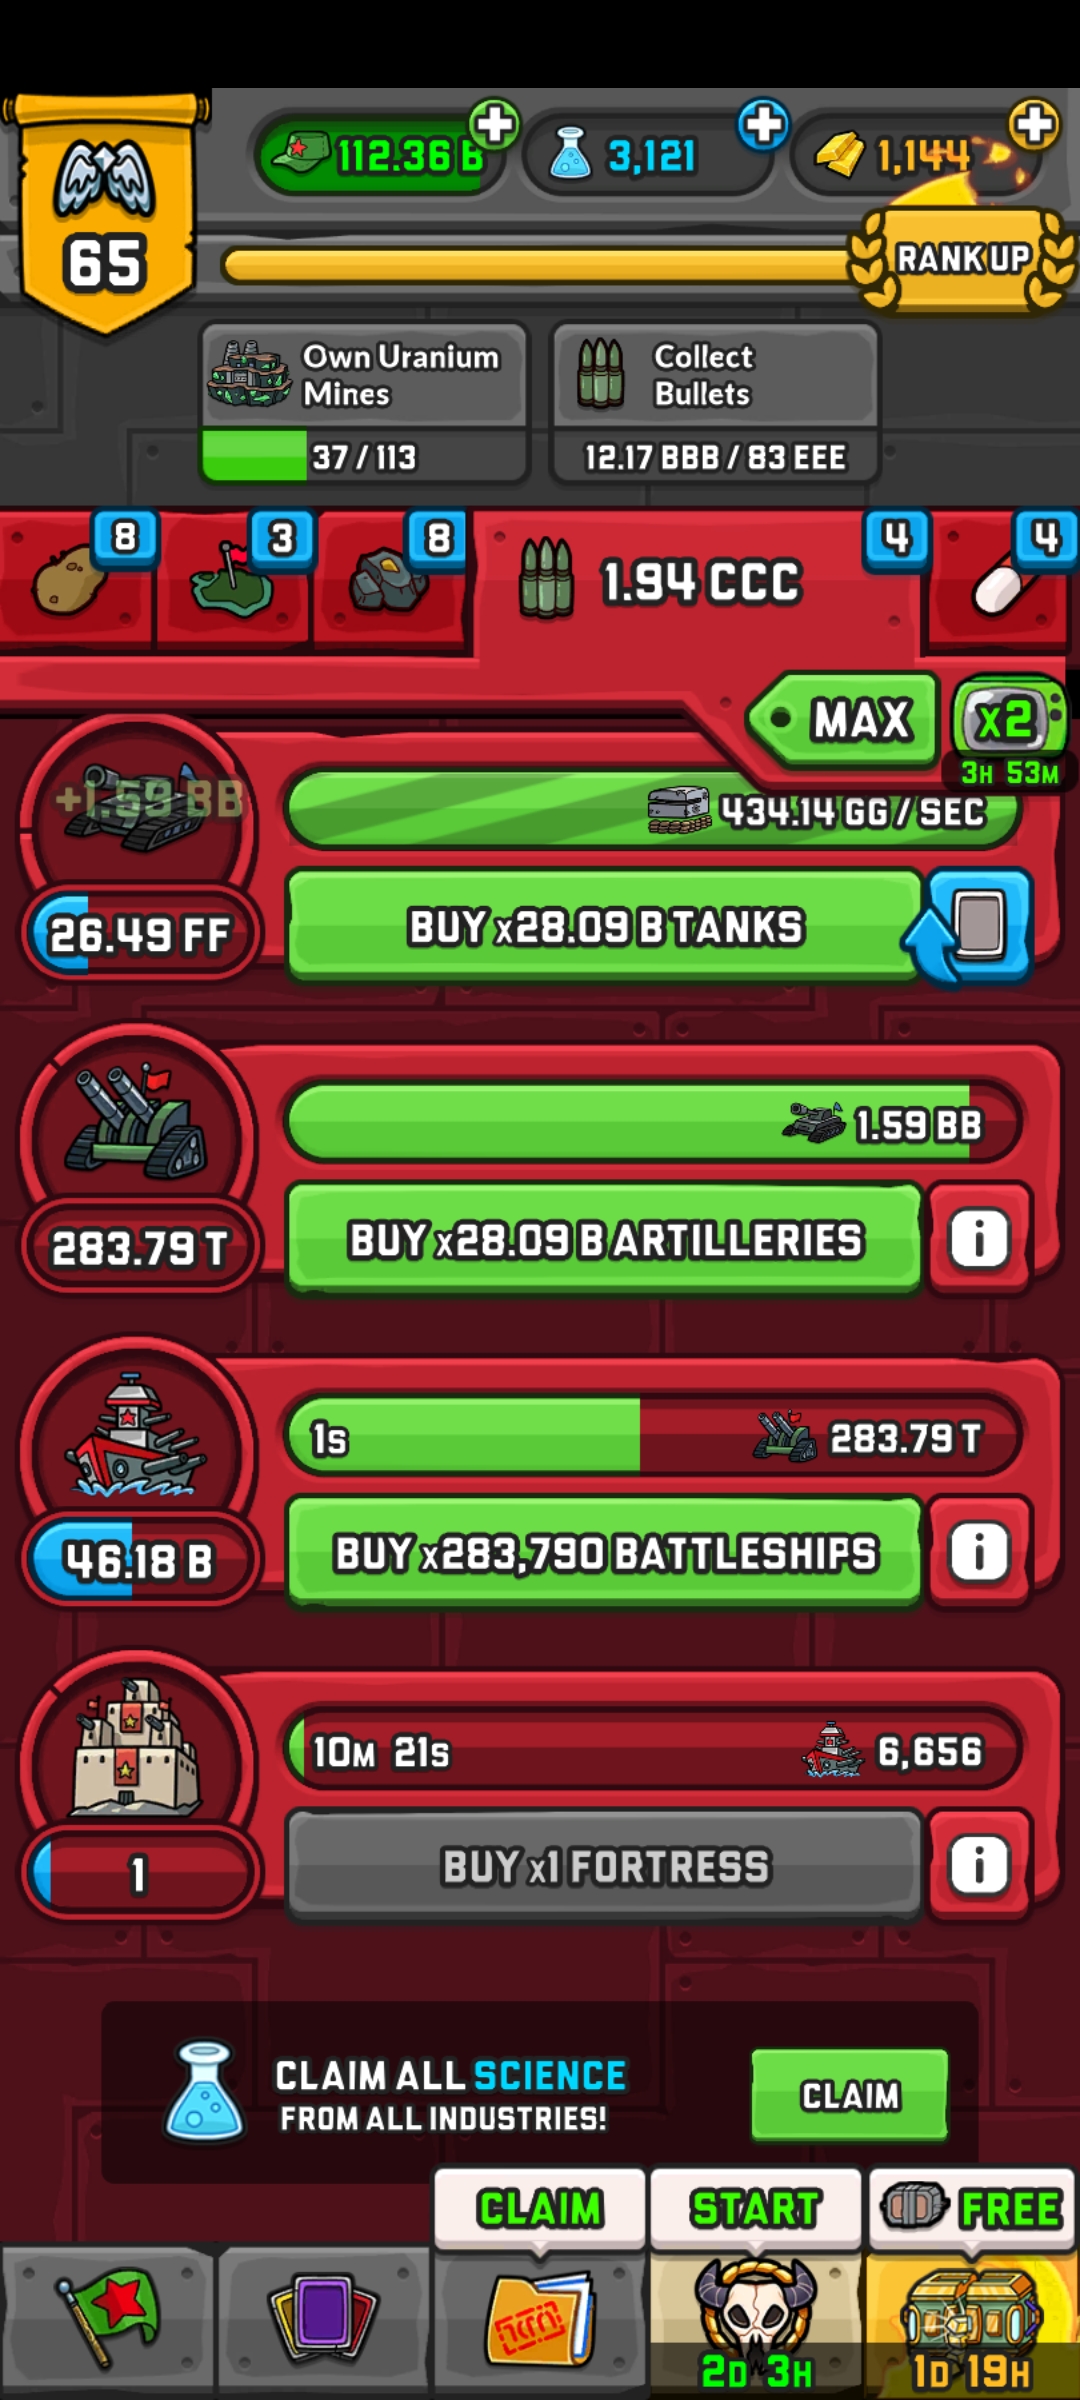 112.36 B
3,121
1,144
65
RANK UP
Own Uranium
Mines
37 / 113
Collect
Bullets
12.17 BBB / 83 EEE
8
3
8
1.94 CCC
4
4
MAX
x2
3H 53M
+1.59 BB
434.14 GG / SEC
26.49 FF
BUY x28.09 B TANKS
1.59 BB
283.79 T
BUY x28.09 B ARTILLERIES
1s
283.79 T
46.18 B
BUY x283,790 BATTLESHIPS
10M 21s
6,656
1
BUY x1 FORTRESS
CLAIM ALL SCIENCE
FROM ALL INDUSTRIES!
CLAIM
CLAIM
START
FREE
2D 3H
1D 19H